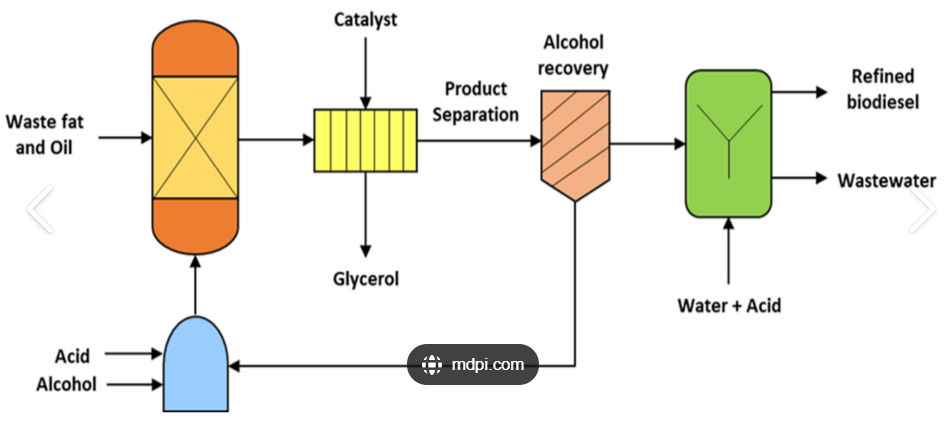 Catalyst
Alcohol
recovery
Product
Separation
Refined
biodiesel
Waste fat
and Oil
Wastewater
Glycerol
Water + Acid
Acid
Alcohol
mdpi.com